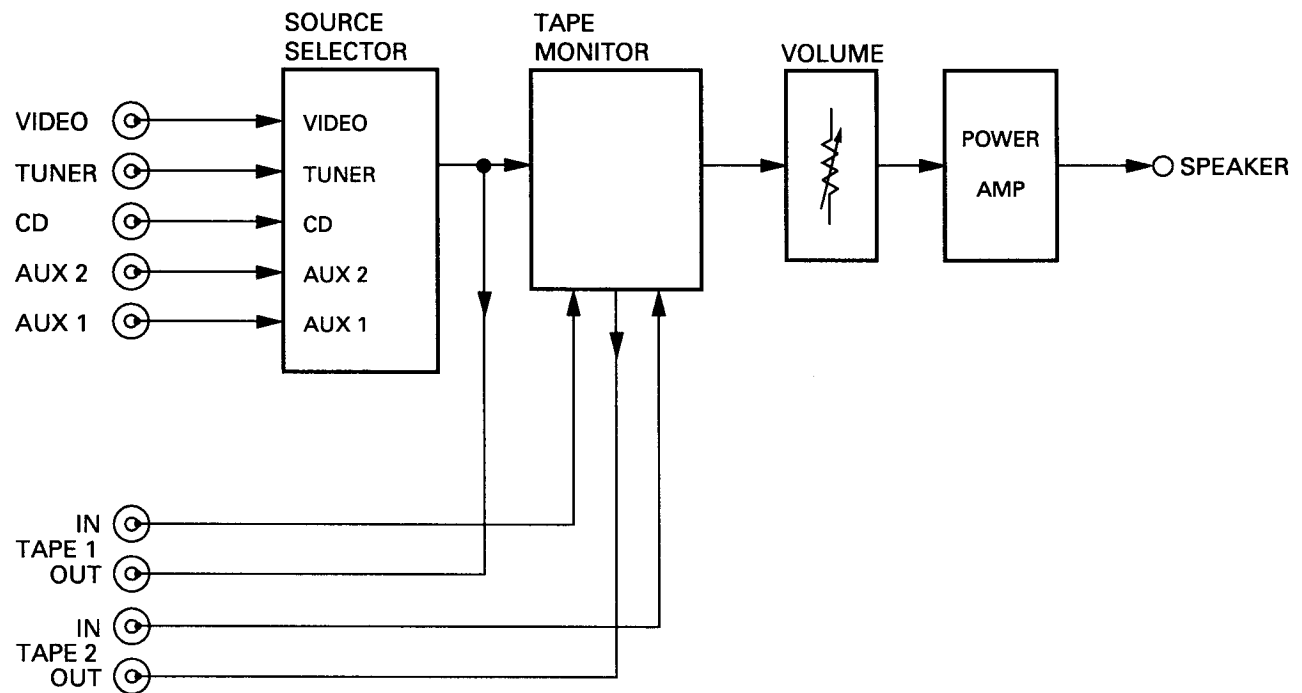 SOURCE
SELECTOR
TAPE
MONITOR
VOLUME
VIDEO
TUNER
CD
AUX 2
AUX 1
VIDEO
TUNER
CD
AUX 2
AUX 1
POWER
AMP
SPEAKER
IN
TAPE 1
OUT
IN
TAPE 2
OUT